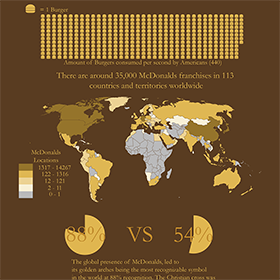 = 1 Burger
Amount of Burgers consumed per second by Americans (440)
There are around 35,000 McDonalds franchises in 113
countries and territories worldwide
McDonalds
Locations
1317 - 14267
122 - 1316
12 - 121
2 - 11
0 - 1
88% VS 54%
The global presence of McDonalds, led to
its golden arches being the most recognizable symbol
in the world at 88% recognition. The Christian cross was